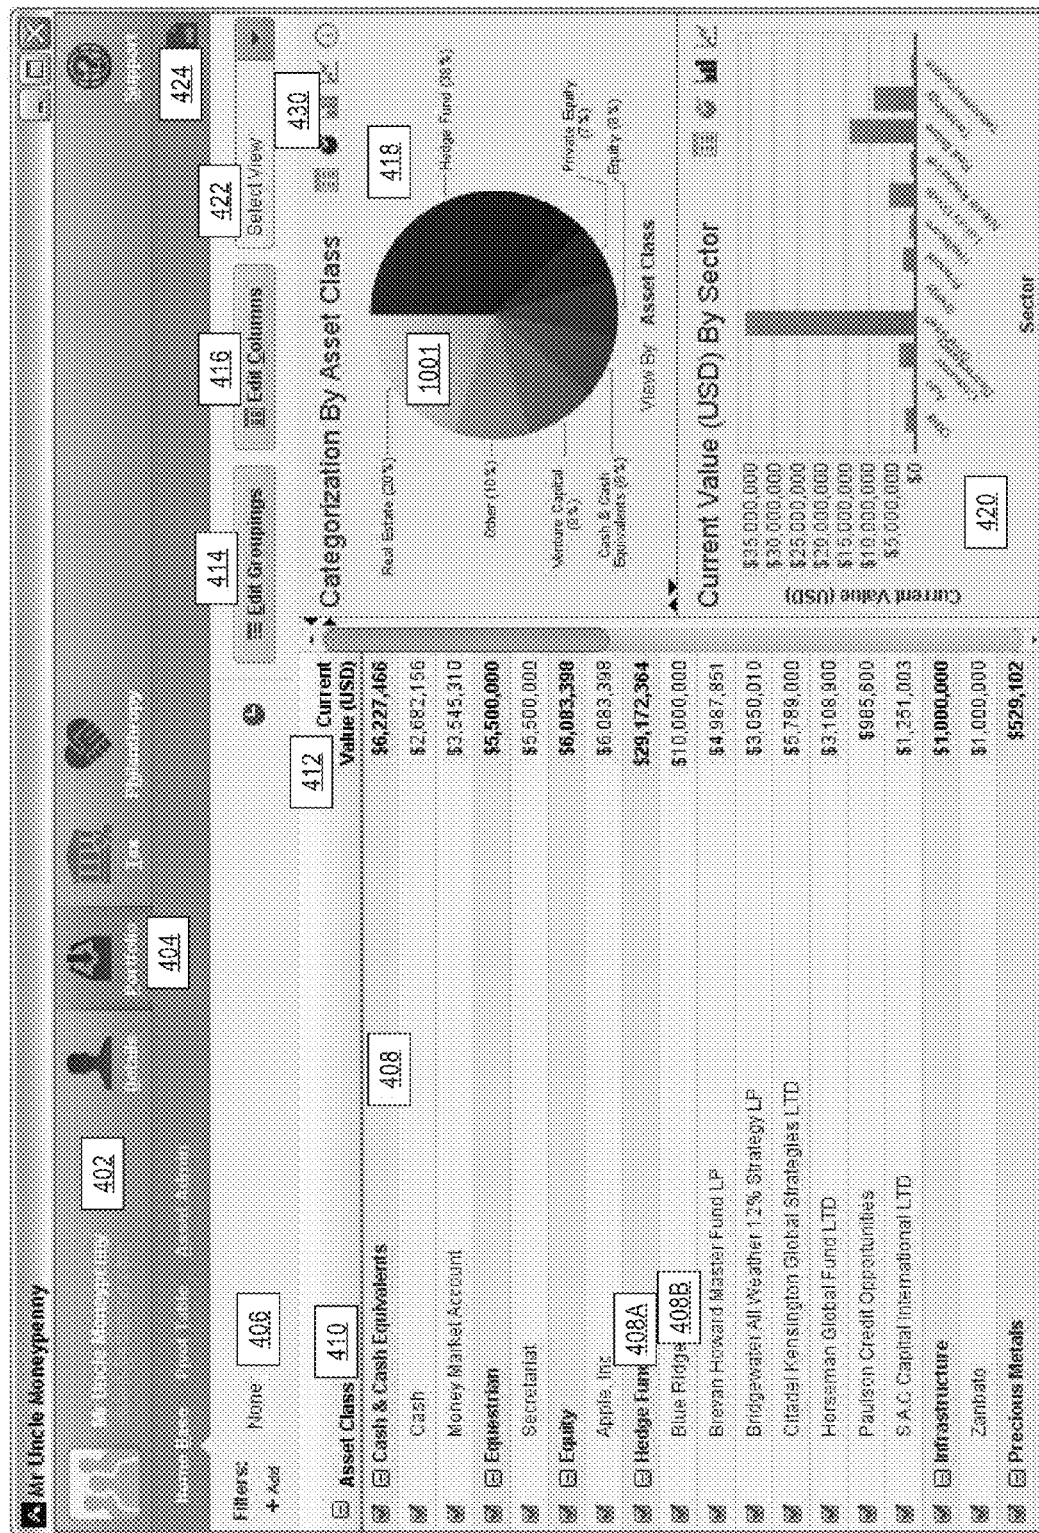 Mr Uncle Moneypenny
402
404
424
Filters:
None
+ Add
406
414
416
422
Edit Groupings
Edit Columns
Select View
430
410
412
Asset Class
Current
Value (USD)
408
Cash & Cash Equivalents $6,227,466
Cash $2,682,156
Money Market Account $3,545,310
Equestrian $5,500,000
Secretariat $5,500,000
Equity $6,083,398
Apple, Inc $6,083,398
408A
Hedge Fund $29,172,364
408B
Blue Ridge $10,000,000
Brevan Howard Master Fund LP $4,987,851
Bridgewater All Weather 12% Strategy LP $3,050,010
Citadel Kensington Global Strategies LTD $5,789,000
Horseman Global Fund LTD $3,108,900
Paulson Credit Opportunities $985,600
S.A.C Capital International LTD $1,251,003
Infrastructure $1,000,000
Zanbato $1,000,000
Precious Metals $529,102
Categorization By Asset Class
418
1001
Real Estate (20%)
Hedge Fund (38%)
Other (10%)
Private Equity
(7%)
Venture Capital
Equity (8%)
Cash & Cash
Equivalents (8%)
View By Asset Class
Current Value (USD) By Sector
Current Value (USD)
$35,000,000
$30,000,000
$25,000,000
$20,000,000
$15,000,000
$10,000,000
$5,000,000
$0
420
Sector